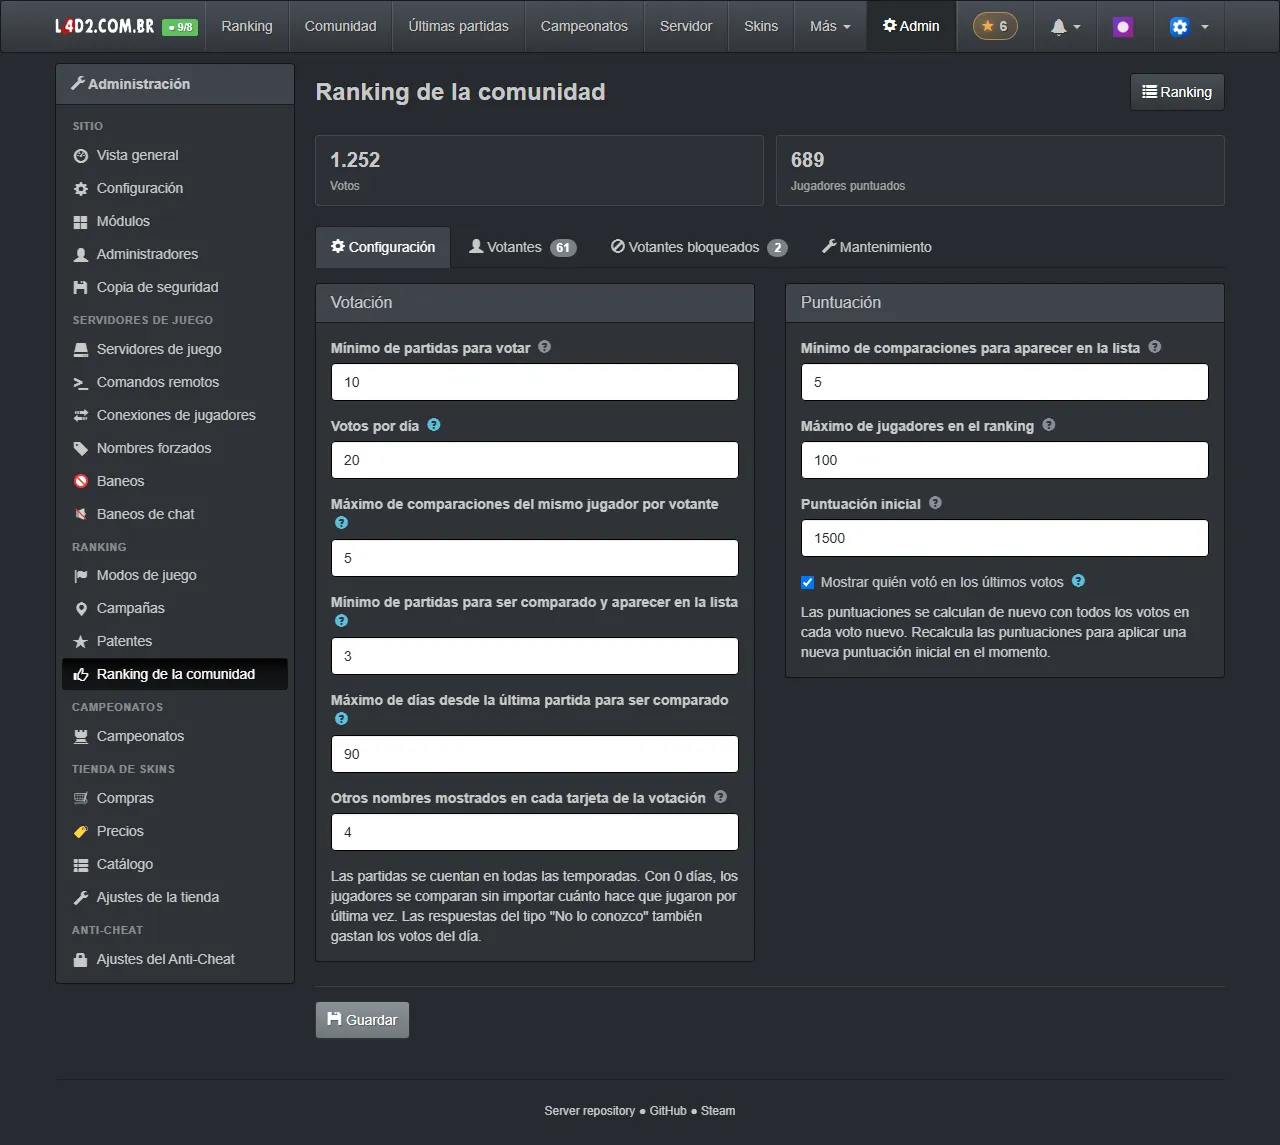 L4D2.COM.BR ● 9/8 Ranking Comunidad Últimas partidas Campeonatos Servidor Skins Más Admin ★ 6
Administración
SITIO
Vista general
Configuración
Módulos
Administradores
Copia de seguridad
SERVIDORES DE JUEGO
Servidores de juego
Comandos remotos
Conexiones de jugadores
Nombres forzados
Baneos
Baneos de chat
RANKING
Modos de juego
Campañas
Patentes
Ranking de la comunidad
CAMPEONATOS
Campeonatos
TIENDA DE SKINS
Compras
Precios
Catálogo
Ajustes de la tienda
ANTI-CHEAT
Ajustes del Anti-Cheat
Ranking de la comunidad
Ranking
1.252
Votos
689
Jugadores puntuados
Configuración Votantes 61 Votantes bloqueados 2 Mantenimiento
Votación
Mínimo de partidas para votar ?
10
Votos por día ?
20
Máximo de comparaciones del mismo jugador por votante
?
5
Mínimo de partidas para ser comparado y aparecer en la lista
?
3
Máximo de días desde la última partida para ser comparado
?
90
Otros nombres mostrados en cada tarjeta de la votación ?
4
Las partidas se cuentan en todas las temporadas. Con 0 días, los
jugadores se comparan sin importar cuánto hace que jugaron por
última vez. Las respuestas del tipo "No lo conozco" también
gastan los votos del día.
Puntuación
Mínimo de comparaciones para aparecer en la lista ?
5
Máximo de jugadores en el ranking ?
100
Puntuación inicial ?
1500
Mostrar quién votó en los últimos votos ?
Las puntuaciones se calculan de nuevo con todos los votos en
cada voto nuevo. Recalcula las puntuaciones para aplicar una
nueva puntuación inicial en el momento.
Guardar
Server repository ● GitHub ● Steam